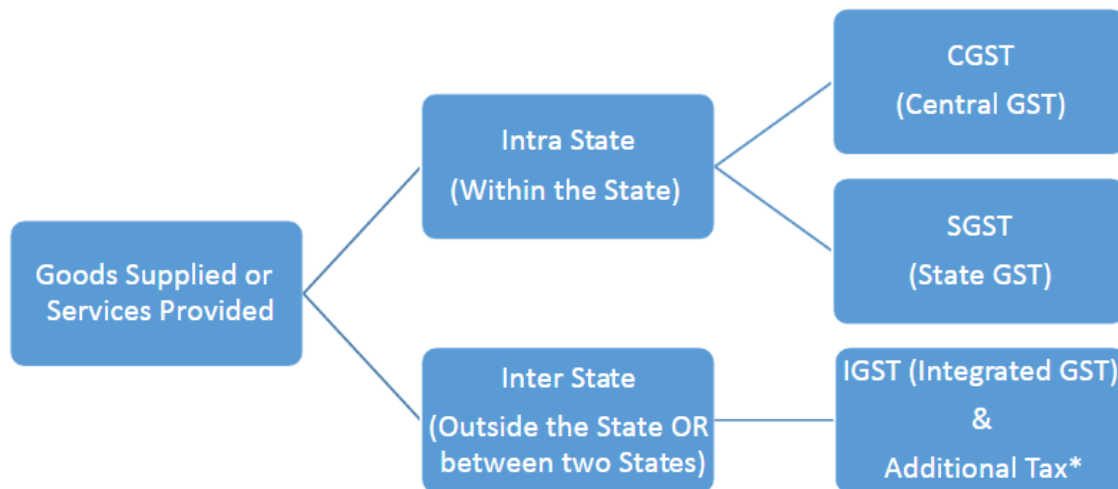 Goods Supplied or
Services Provided
Intra State
(Within the State)
CGST
(Central GST)
SGST
(State GST)
Inter State
(Outside the State OR
between two States)
IGST (Integrated GST)
&
Additional Tax*